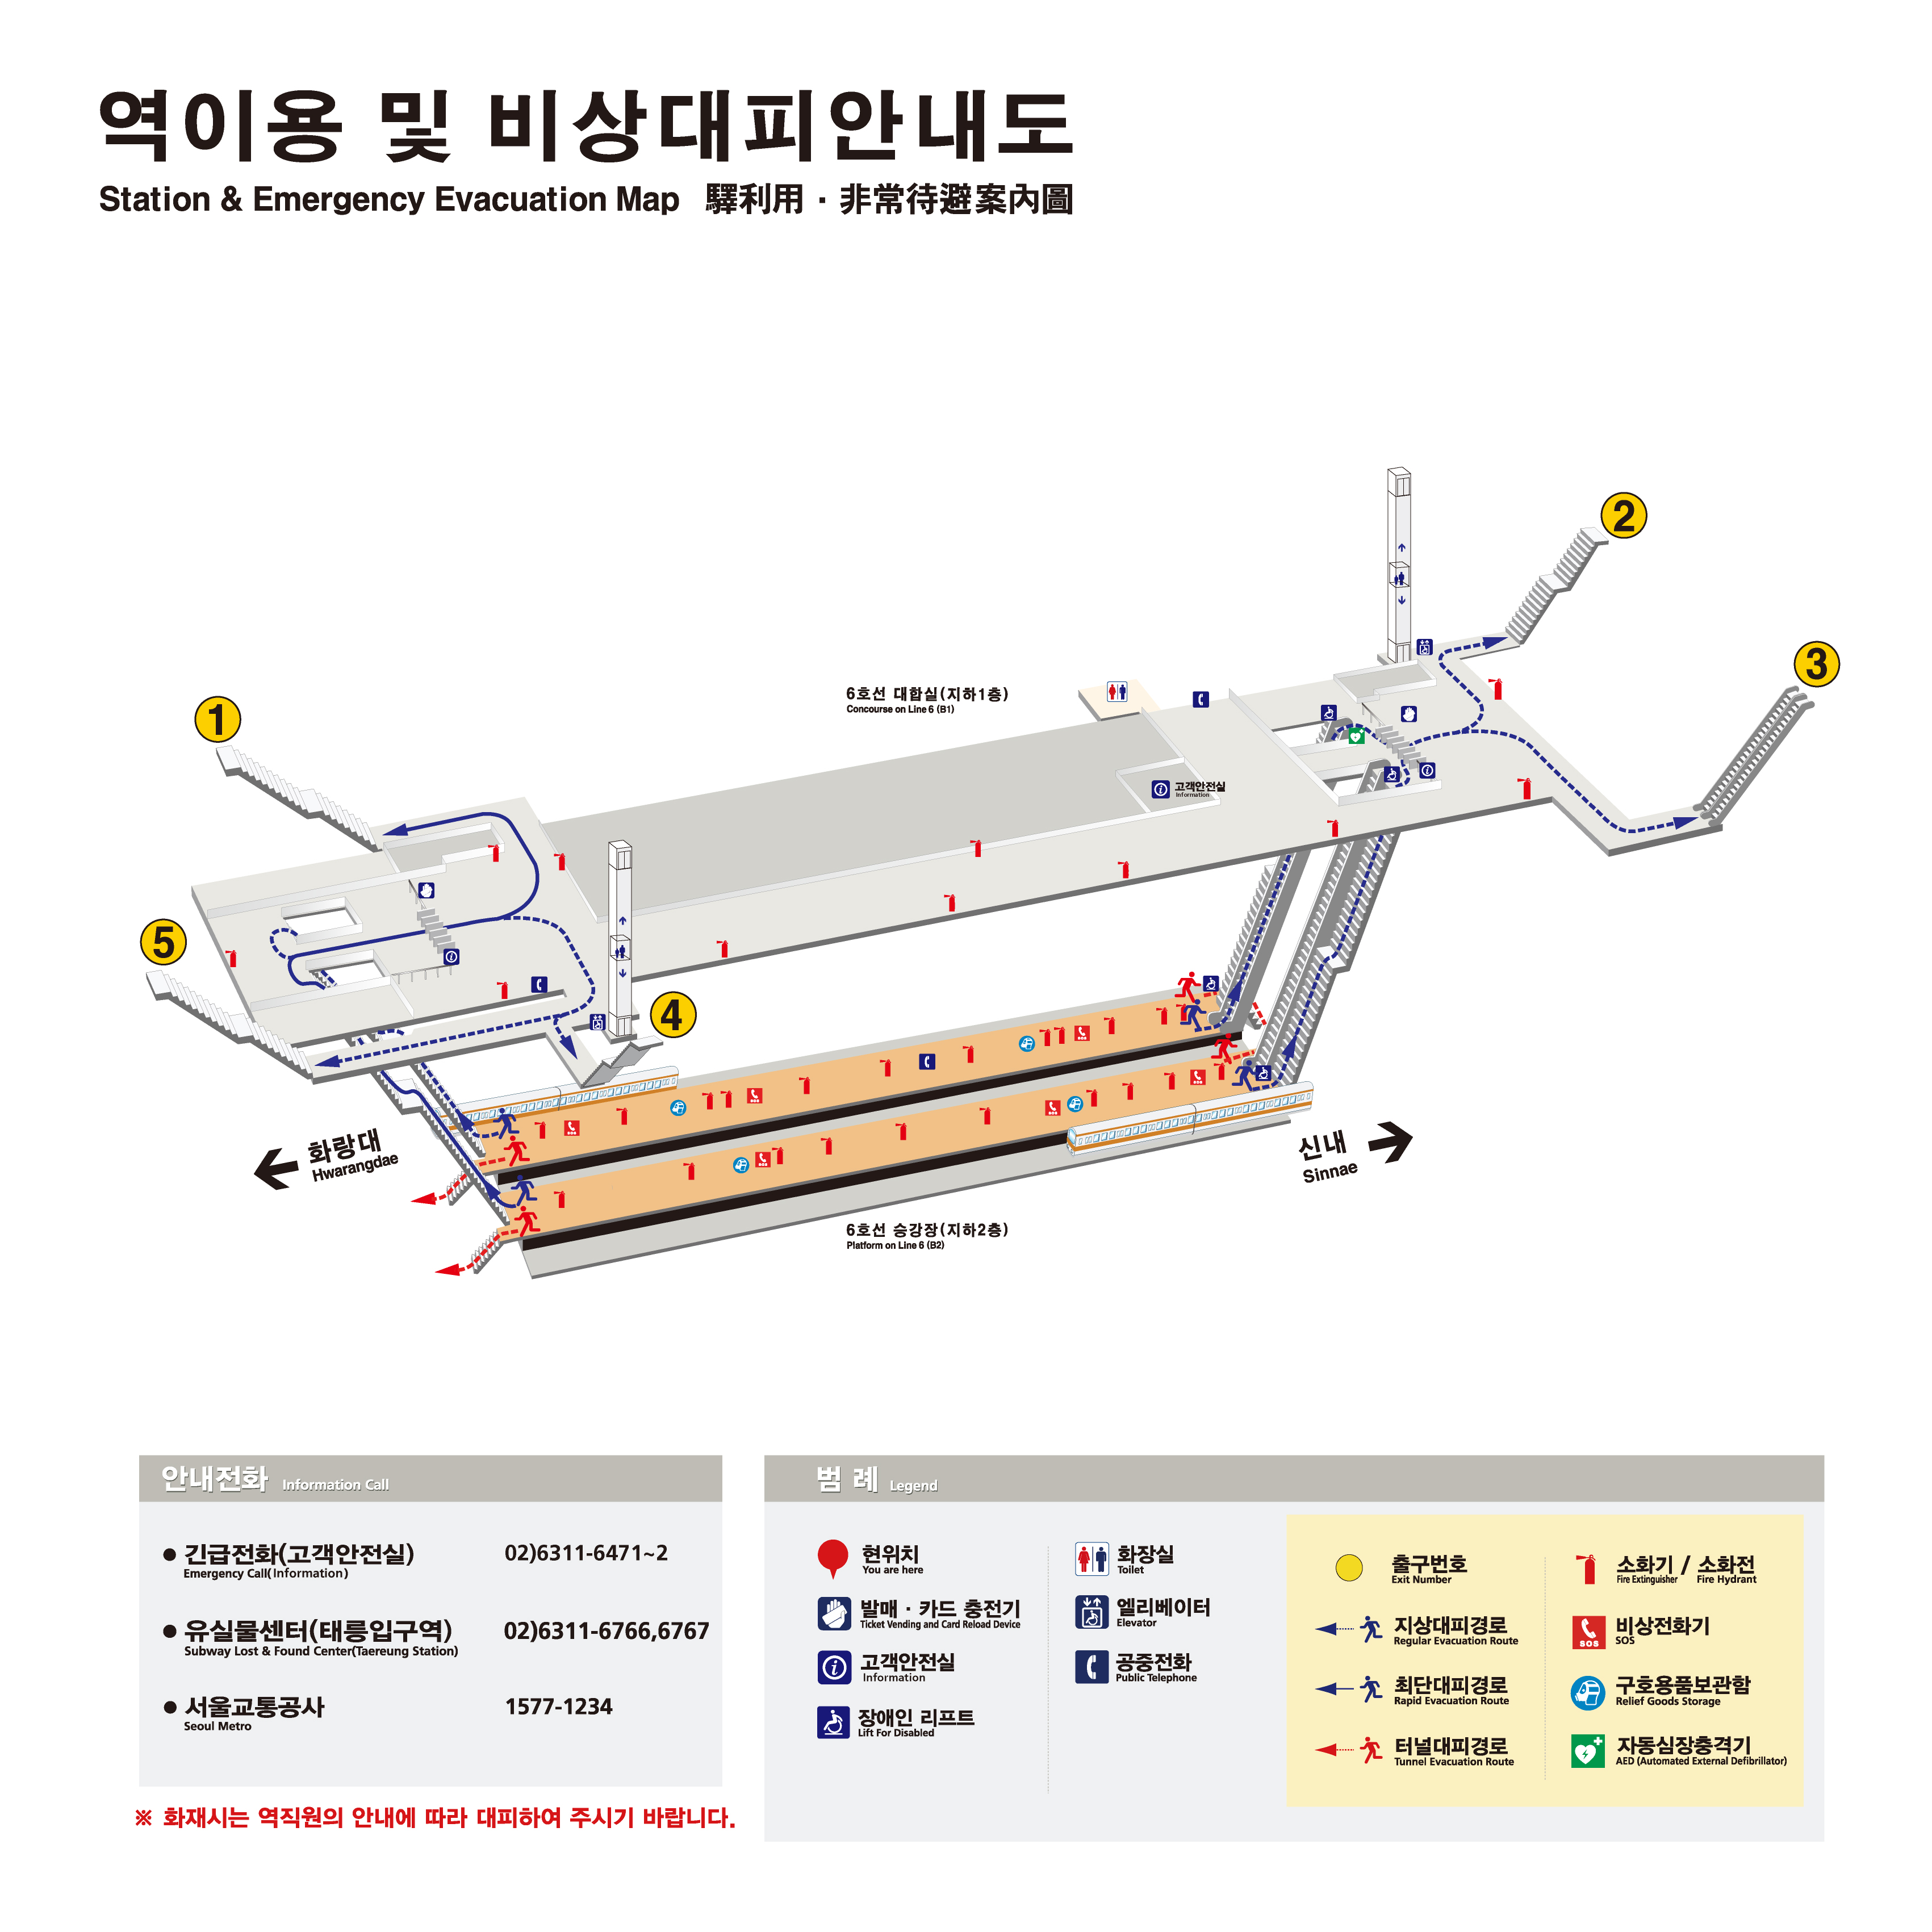 역이용 및 비상대피안내도
Station & Emergency Evacuation Map 驛利用 · 非常待避案內圖
2
3
1
6호선 대합실(지하1층)
Concourse on Line 6 (B1)
고객안전실
Information
5
4
화랑대
Hwarangdae
신내
Sinnae
SOS
SOS
SOS
SOS
SOS
SOS
6호선 승강장(지하2층)
Platform on Line 6 (B2)
안내전화 Information Call
● 긴급전화(고객안전실) 02)6311-6471~2
Emergency Call(Information)
● 유실물센터(태릉입구역) 02)6311-6766,6767
Subway Lost & Found Center(Taereung Station)
● 서울교통공사 1577-1234
Seoul Metro
※ 화재시는 역직원의 안내에 따라 대피하여 주시기 바랍니다.
범 례 Legend
현위치
You are here
발매 · 카드 충전기
Ticket Vending and Card Reload Device
고객안전실
Information
장애인 리프트
Lift For Disabled
화장실
Toilet
엘리베이터
Elevator
공중전화
Public Telephone
출구번호
Exit Number
지상대피경로
Regular Evacuation Route
최단대피경로
Rapid Evacuation Route
터널대피경로
Tunnel Evacuation Route
소화기 / 소화전
Fire Extinguisher Fire Hydrant
SOS
비상전화기
SOS
구호용품보관함
Relief Goods Storage
자동심장충격기
AED (Automated External Defibrillator)